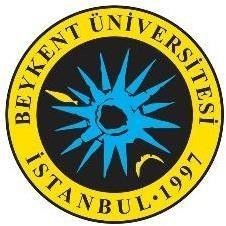 BEYKENT ÜNİVERSİTESİ
İSTANBUL · 1997